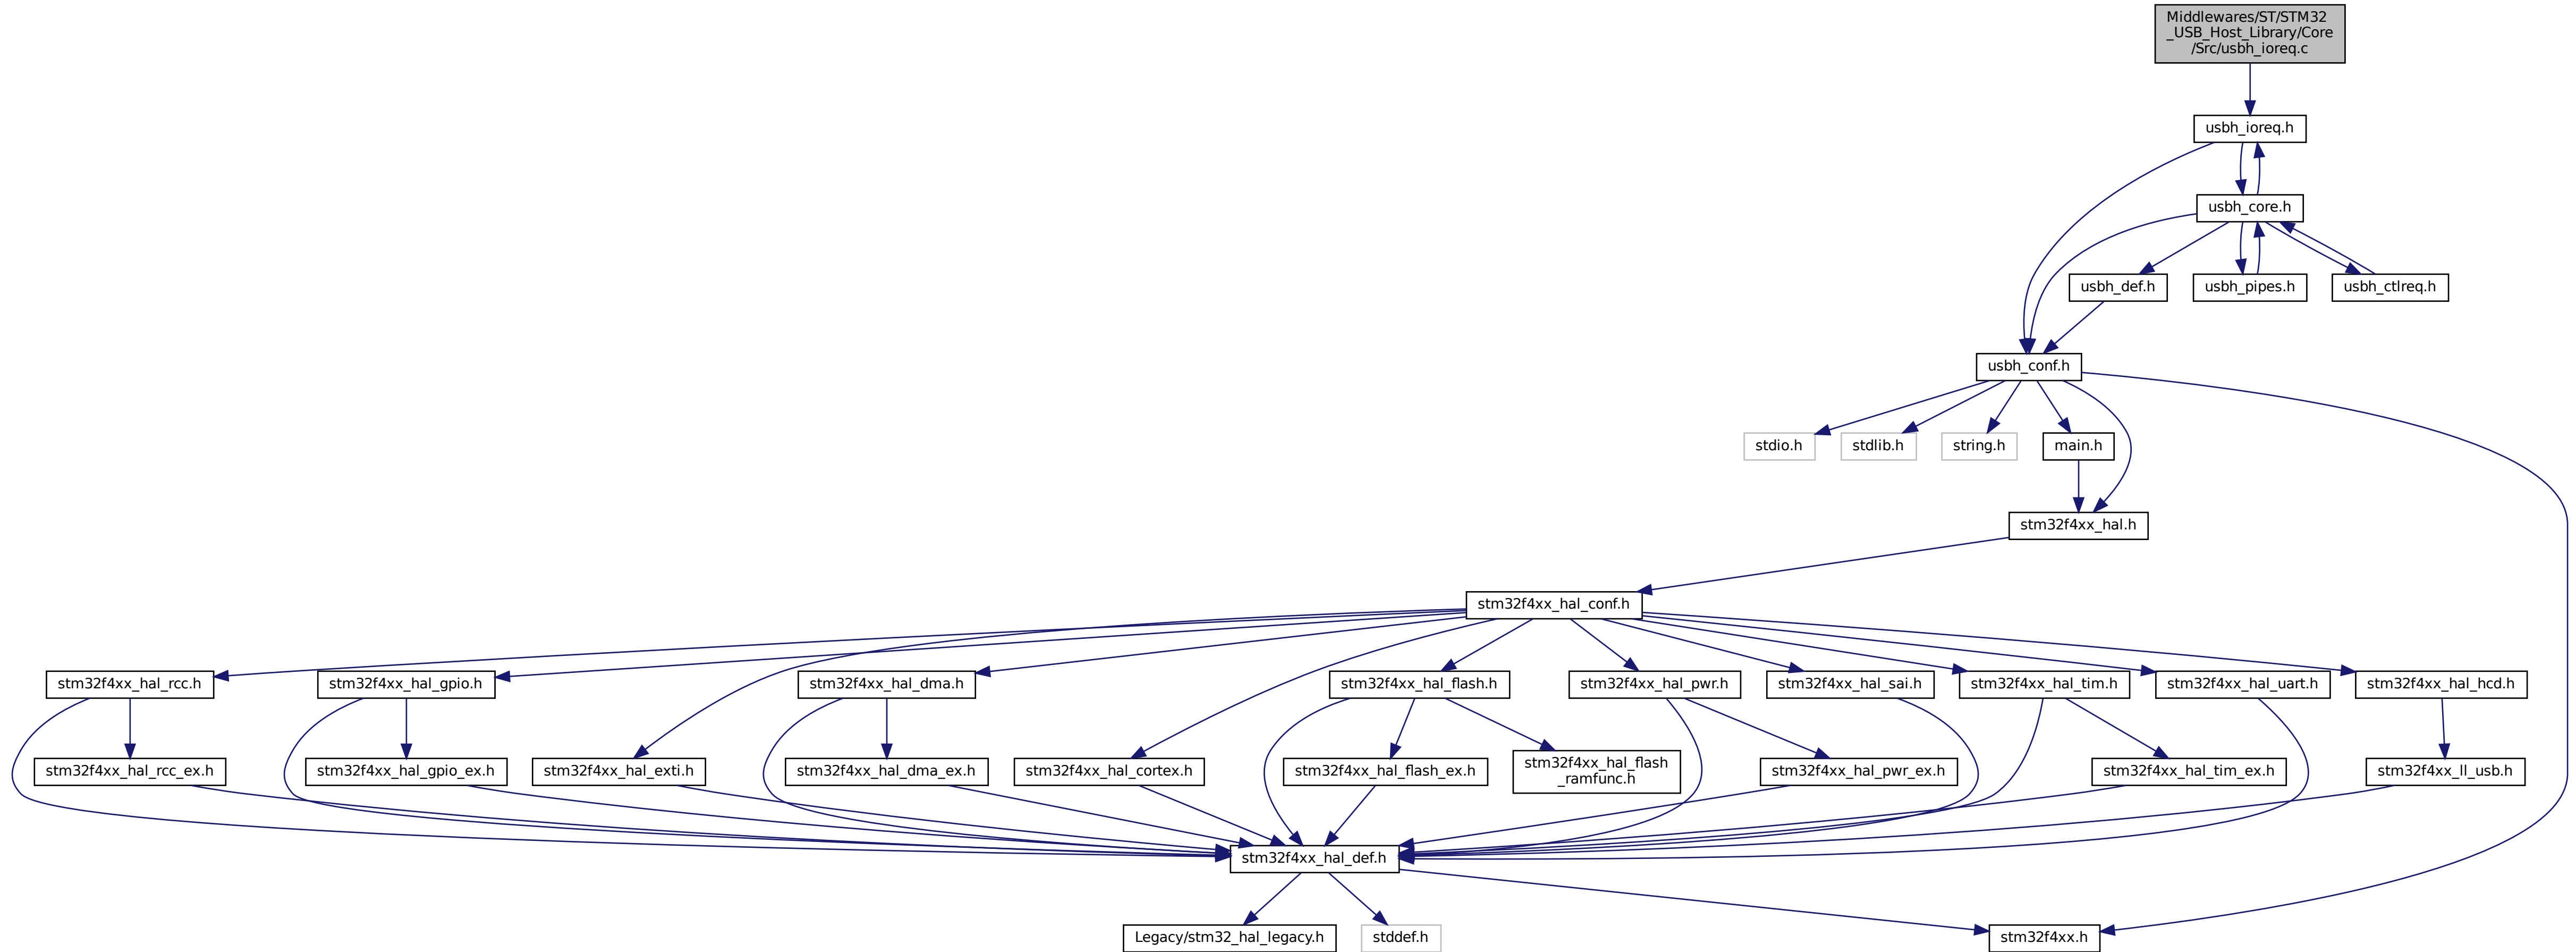 Middlewares/ST/STM32
_USB_Host_Library/Core
/Src/usbh_ioreq.c
usbh_ioreq.h
usbh_core.h
usbh_def.h
usbh_pipes.h
usbh_ctlreq.h
usbh_conf.h
stdio.h
stdlib.h
string.h
main.h
stm32f4xx_hal.h
stm32f4xx_hal_conf.h
stm32f4xx_hal_rcc.h
stm32f4xx_hal_gpio.h
stm32f4xx_hal_dma.h
stm32f4xx_hal_flash.h
stm32f4xx_hal_pwr.h
stm32f4xx_hal_sai.h
stm32f4xx_hal_tim.h
stm32f4xx_hal_uart.h
stm32f4xx_hal_hcd.h
stm32f4xx_hal_rcc_ex.h
stm32f4xx_hal_gpio_ex.h
stm32f4xx_hal_exti.h
stm32f4xx_hal_dma_ex.h
stm32f4xx_hal_cortex.h
stm32f4xx_hal_flash_ex.h
stm32f4xx_hal_flash
_ramfunc.h
stm32f4xx_hal_pwr_ex.h
stm32f4xx_hal_tim_ex.h
stm32f4xx_ll_usb.h
stm32f4xx_hal_def.h
Legacy/stm32_hal_legacy.h
stddef.h
stm32f4xx.h